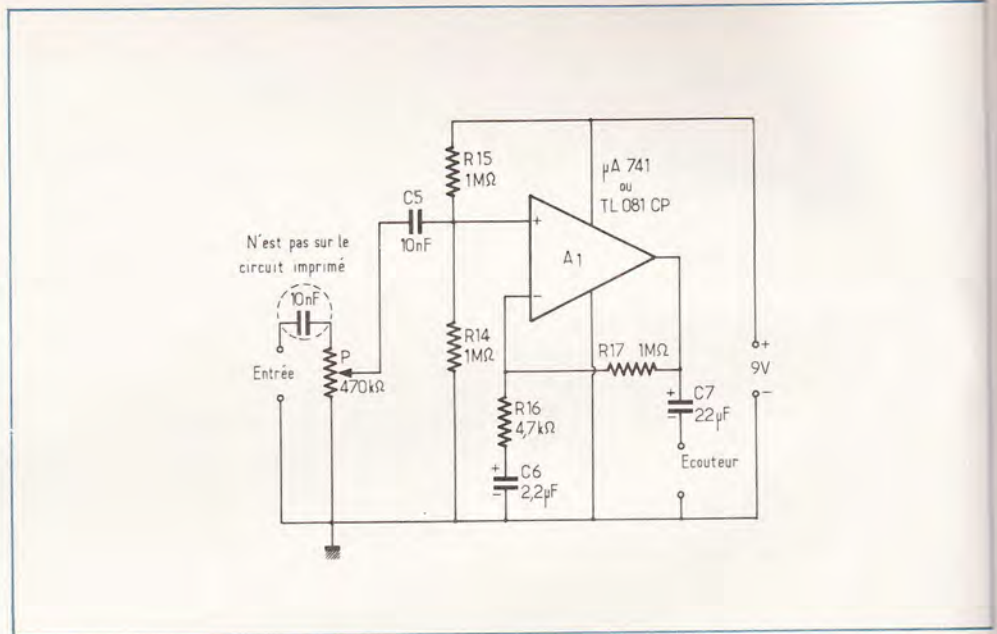 R15
1MΩ
µA 741
ou
TL 081 CP
C5
10nF
+
A1
−
N'est pas sur le
circuit imprimé
10nF
Entrée
P
470kΩ
R14
1MΩ
R17 1MΩ
+
9V
−
R16
4,7kΩ
+
C7
−
22µF
Ecouteur
+
C6
−
2,2µF